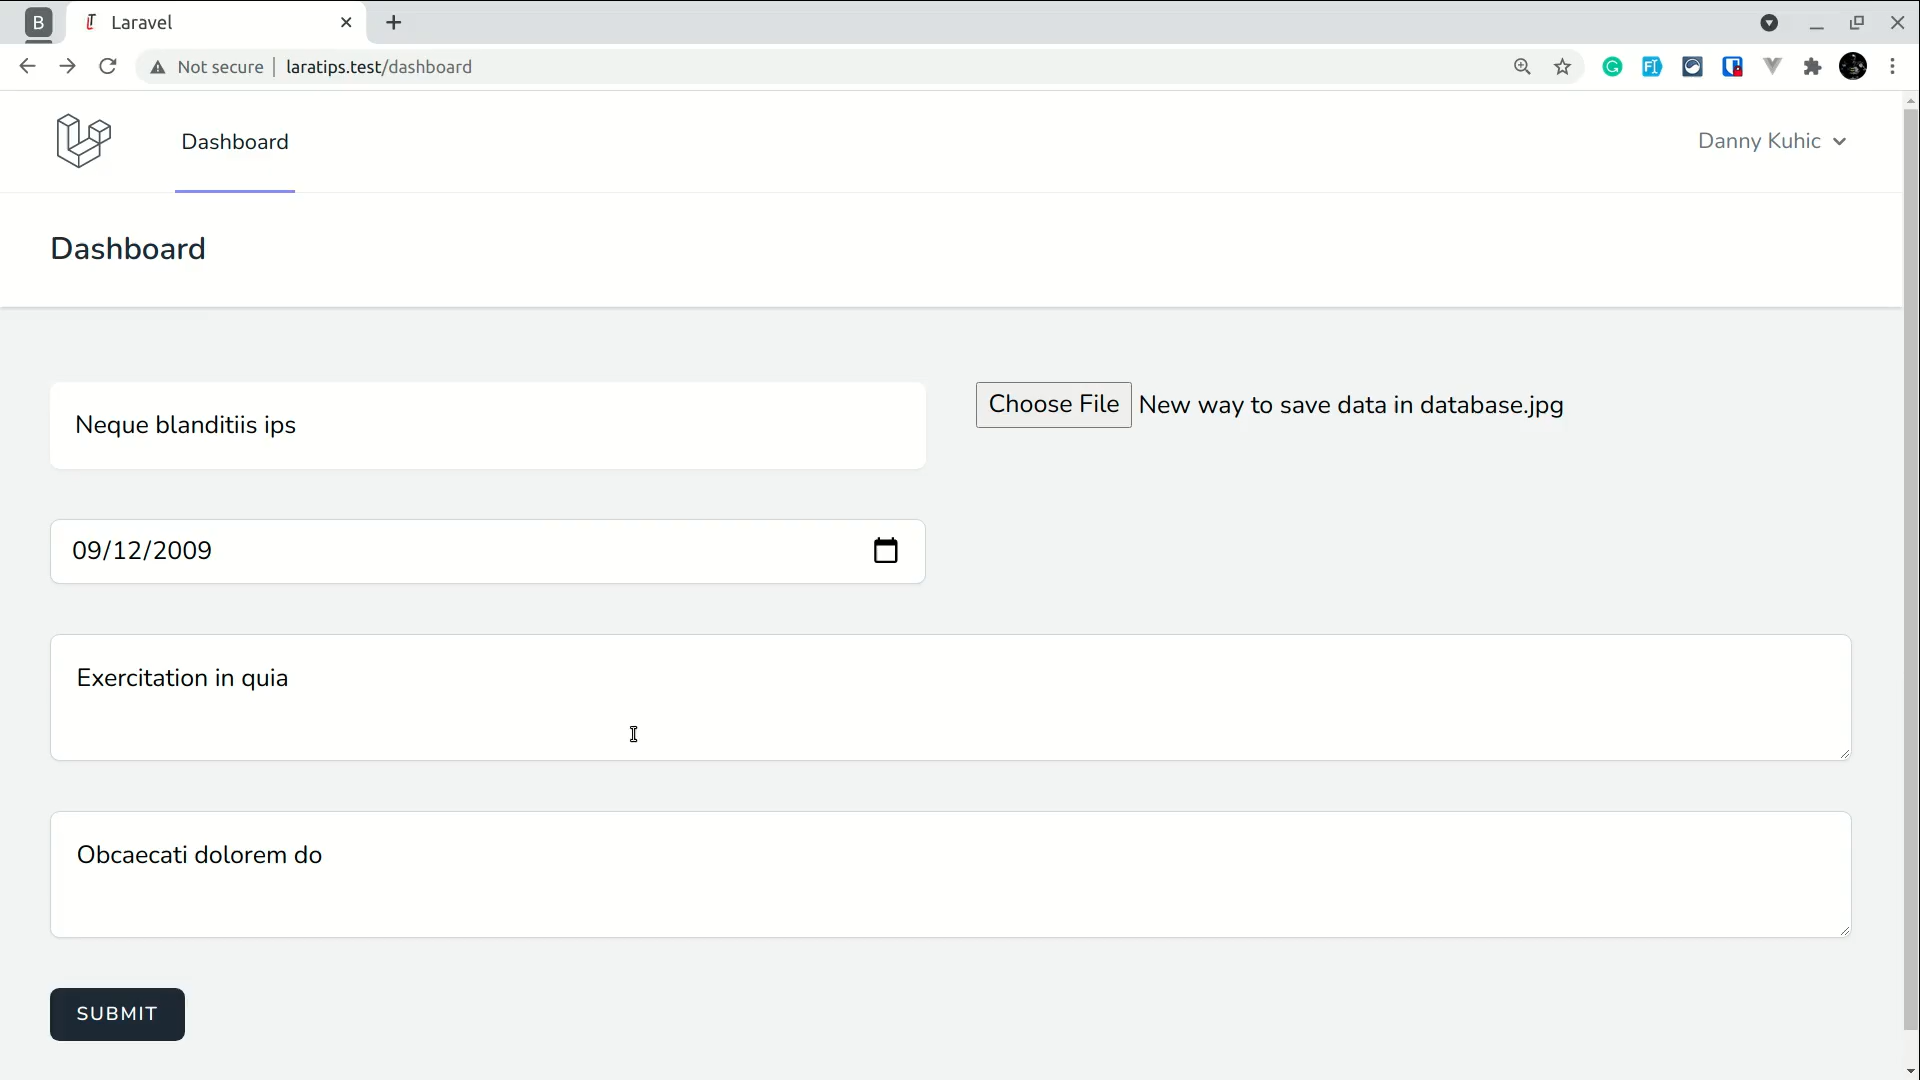 B
Laravel
Not secure
laratips.test/dashboard
Dashboard
Danny Kuhic
Dashboard
Neque blanditiis ips
Choose File
New way to save data in database.jpg
09/12/2009
Exercitation in quia
Obcaecati dolorem do
SUBMIT